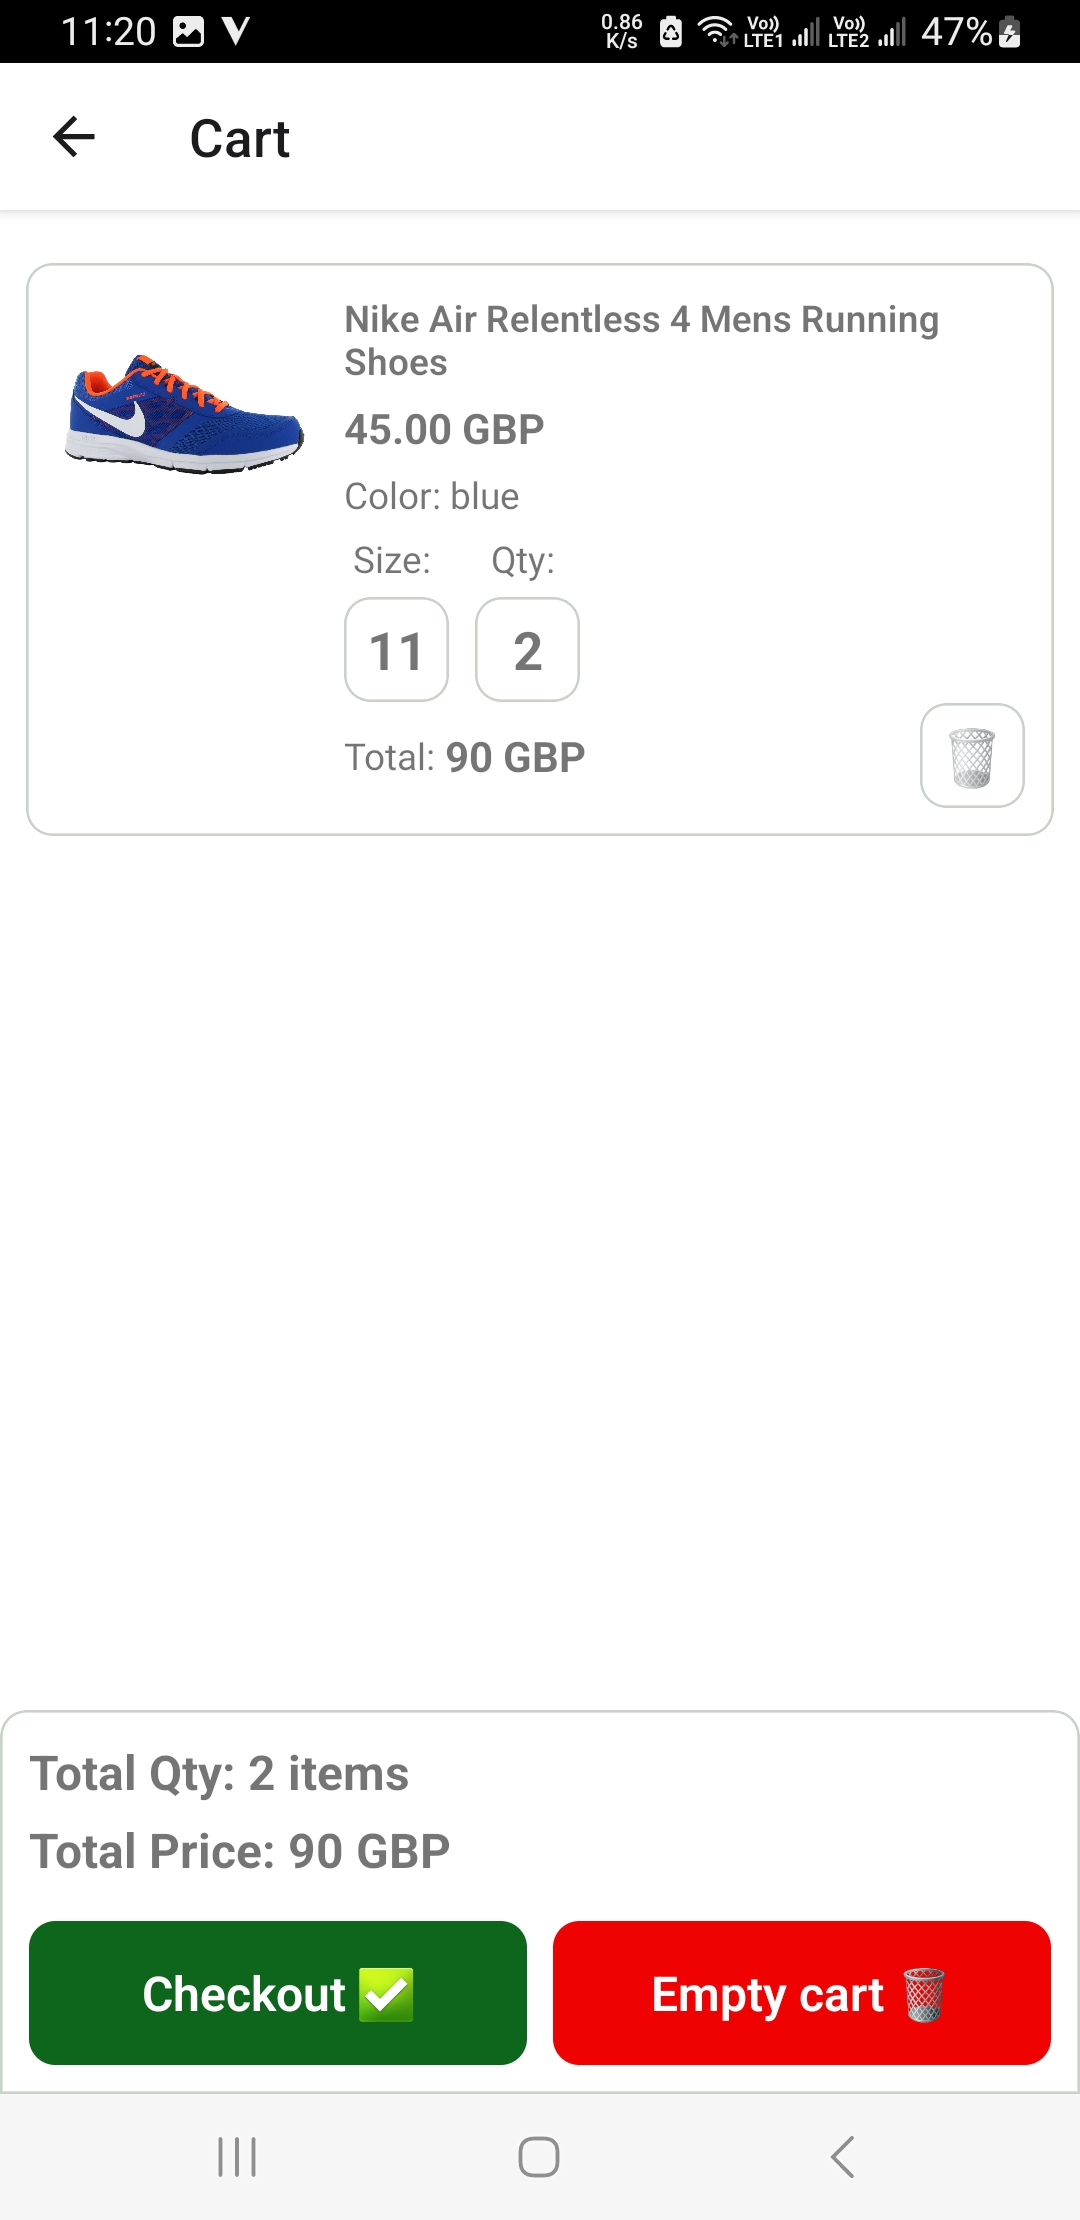 11:20 0.86 K/s Vo)) LTE1 Vo)) LTE2 47%
Cart
Nike Air Relentless 4 Mens Running
Shoes
45.00 GBP
Color: blue
Size: Qty:
11 2
Total: 90 GBP
Total Qty: 2 items
Total Price: 90 GBP
Checkout Empty cart